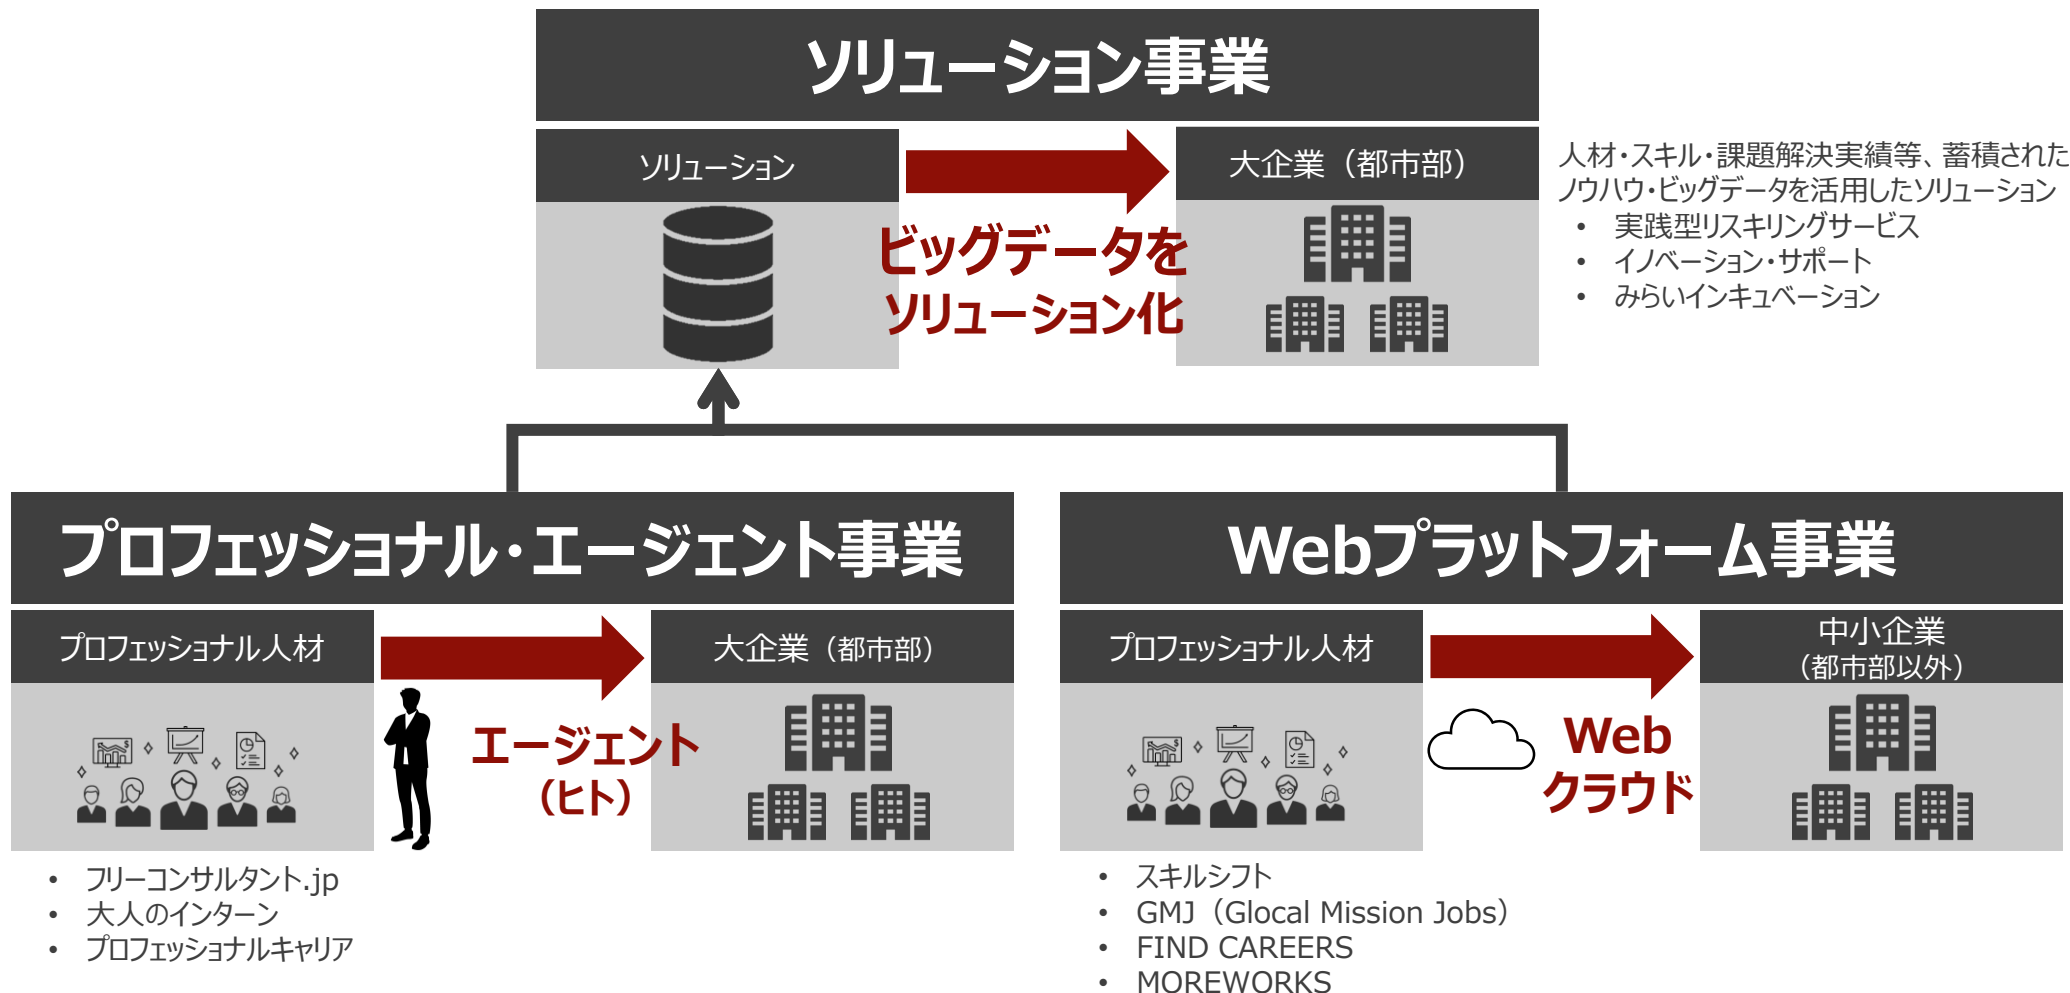 ソリューション事業
ソリューション
大企業（都市部）
ビッグデータを
ソリューション化
人材・スキル・課題解決実績等、蓄積された
ノウハウ・ビッグデータを活用したソリューション
• 実践型リスキリングサービス
• イノベーション・サポート
• みらいインキュベーション
プロフェッショナル・エージェント事業
プロフェッショナル人材
大企業（都市部）
エージェント
（ヒト）
• フリーコンサルタント.jp
• 大人のインターン
• プロフェッショナルキャリア
Webプラットフォーム事業
プロフェッショナル人材
中小企業
（都市部以外）
Web
クラウド
• スキルシフト
• GMJ（Glocal Mission Jobs）
• FIND CAREERS
• MOREWORKS